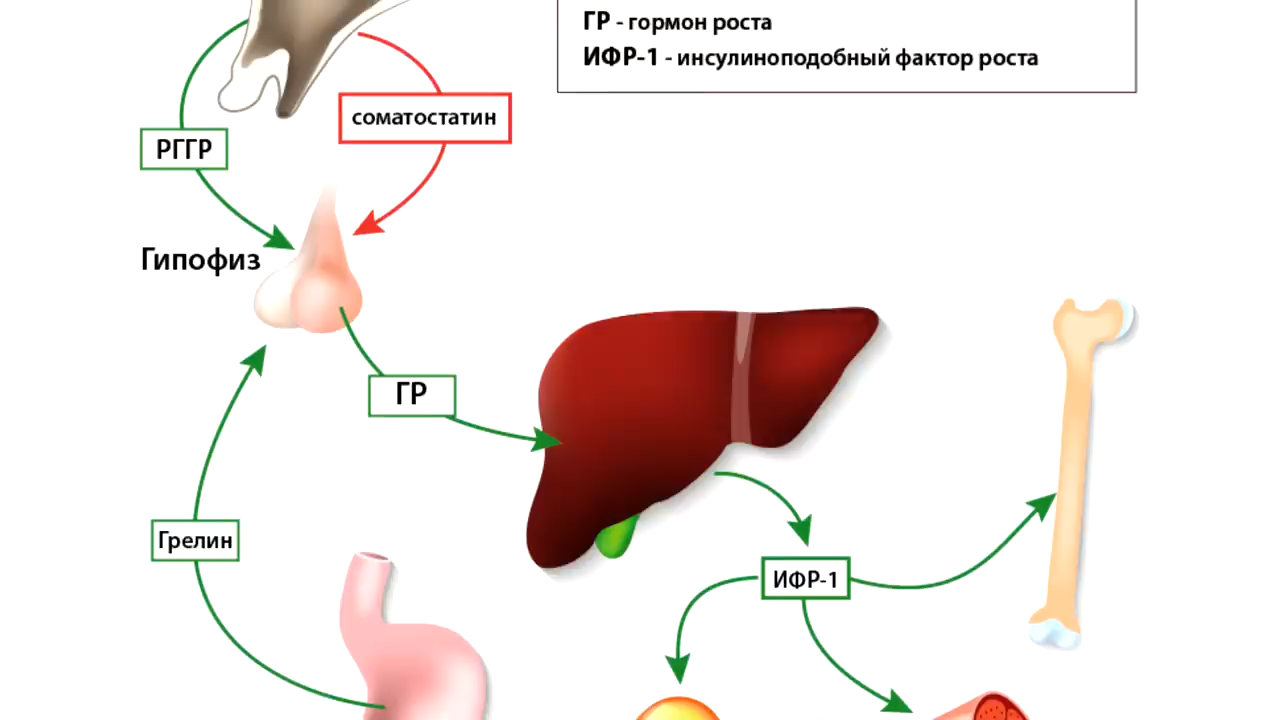 ГР - гормон роста
ИФР-1 - инсулиноподобный фактор роста
соматостатин
РГГР
Гипофиз
ГР
Грелин
ИФР-1